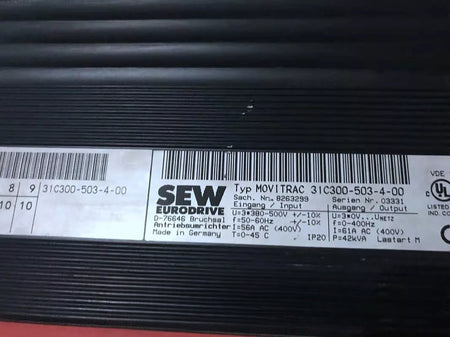 8 9
10 10
31C300-503-4-00
SEW
EURODRIVE
D-76646 Bruchsal
Antriebsumrichter
Made in Germany
Typ MOVITRAC 31C300-503-4-00
Sach. Nr. 8263299 Serien Nr. 03331
Eingang / Input Ausgang / Output
U=3*380-500V +/-10% U=3*0V...UNETZ
f=50-60Hz +/-10% f=0-400Hz
I=56A AC (400V) I=61A AC (400V)
T=0-45 C IP20 P=42kVA Lastart M
VDE
UL
LISTED
IND. CO